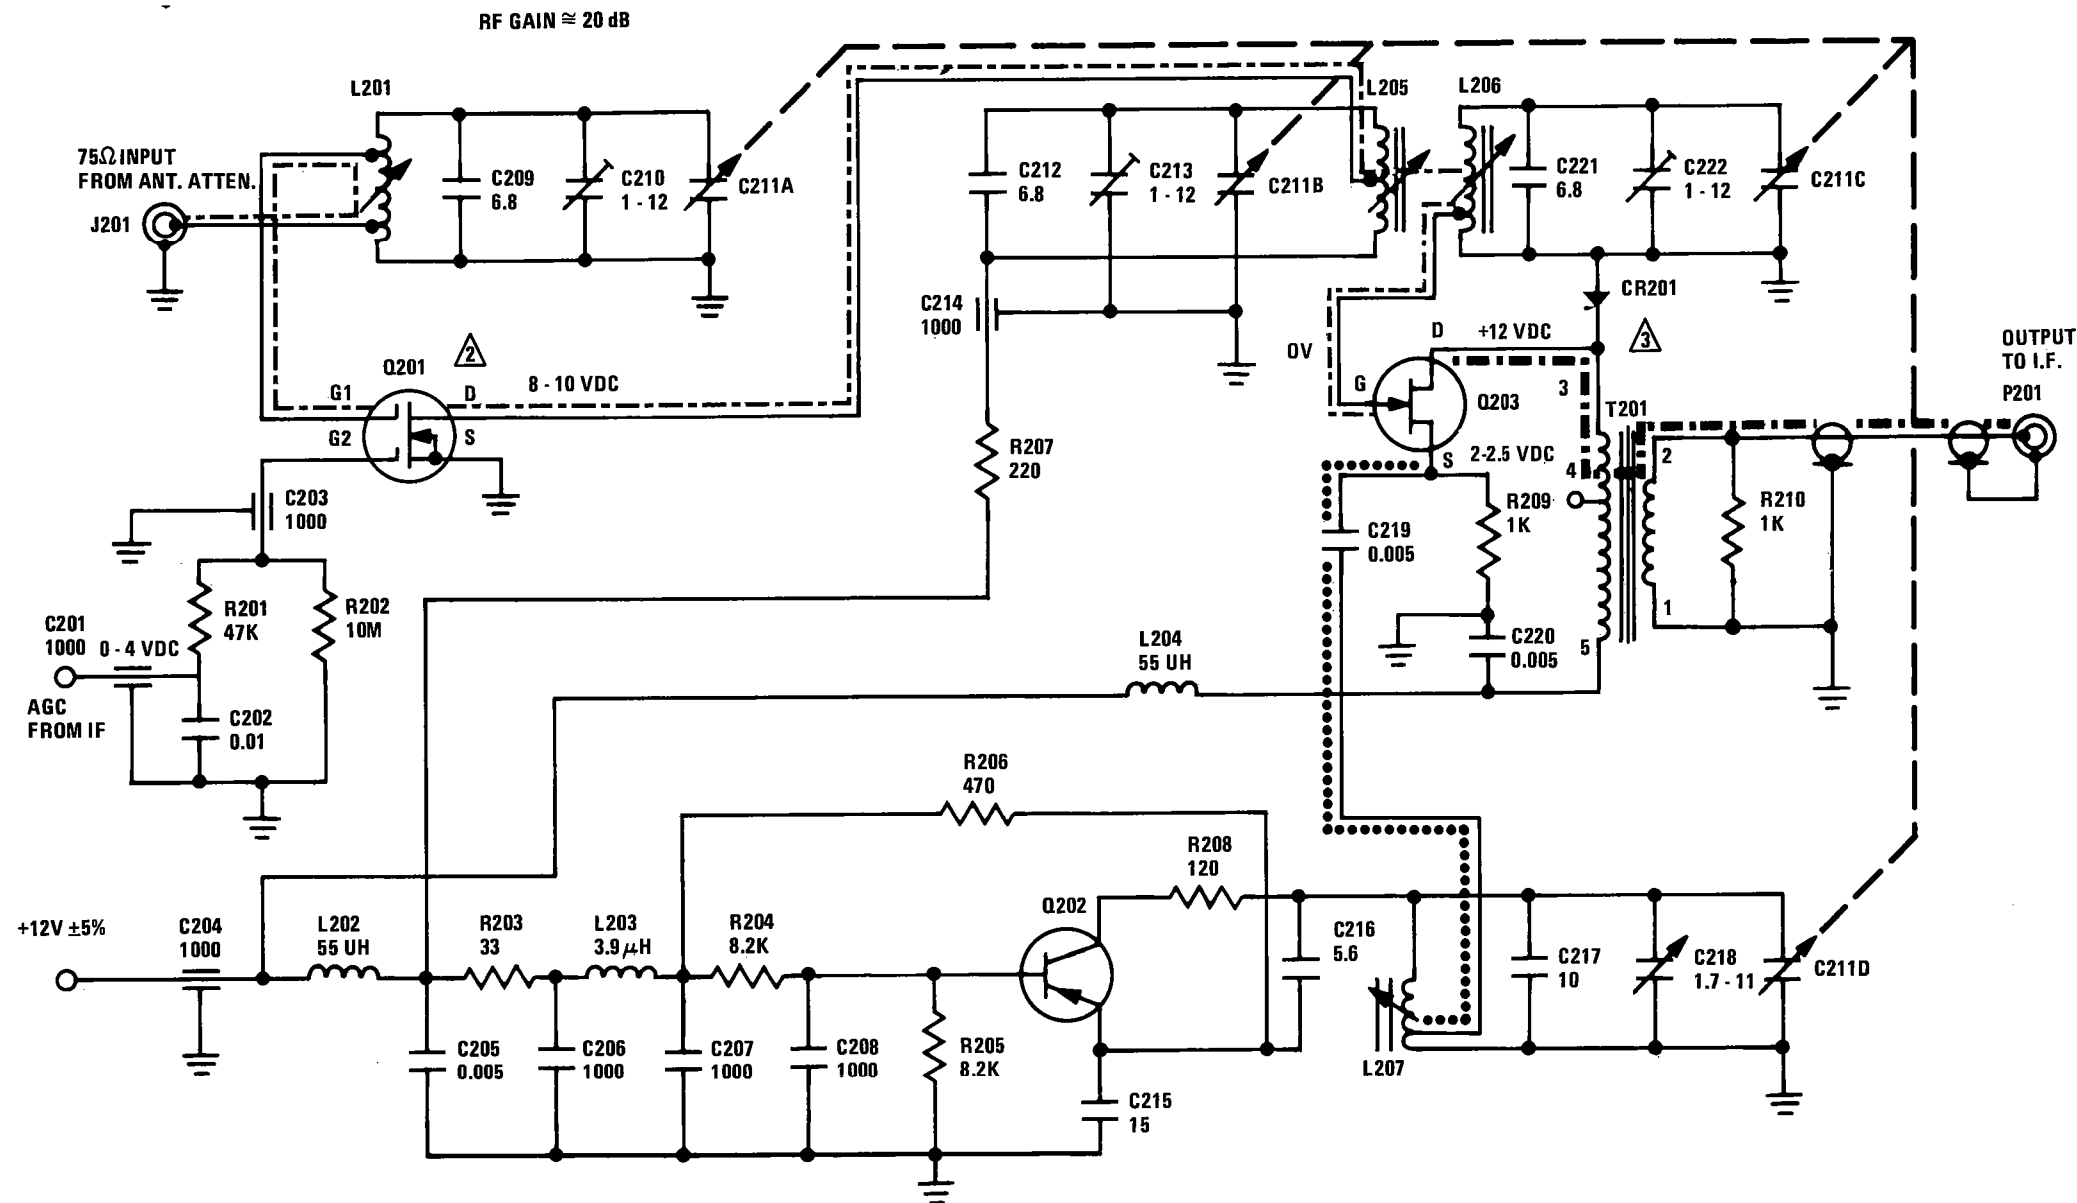 RF GAIN ≅ 20 dB
L201
75Ω INPUT
FROM ANT. ATTEN.
J201
C209
6.8
C210
1 - 12
C211A
C212
6.8
C213
1 - 12
C211B
L205
L206
C221
6.8
C222
1 - 12
C211C
C214
1000
CR201
2
Q201
G1
D
8 - 10 VDC
G2
S
0V
D
+12 VDC
3
G
Q203
3
S
2-2.5 VDC
4
T201
2
OUTPUT
TO I.F.
P201
R207
220
C203
1000
C219
0.005
R209
1K
R210
1K
R201
47K
R202
10M
C201
1000
0 - 4 VDC
AGC
FROM IF
C202
0.01
L204
55 UH
C220
0.005
5
1
R206
470
R208
120
+12V ±5%
C204
1000
L202
55 UH
R203
33
L203
3.9 μH
R204
8.2K
Q202
C216
5.6
C217
10
C218
1.7 - 11
C211D
C205
0.005
C206
1000
C207
1000
C208
1000
R205
8.2K
L207
C215
15